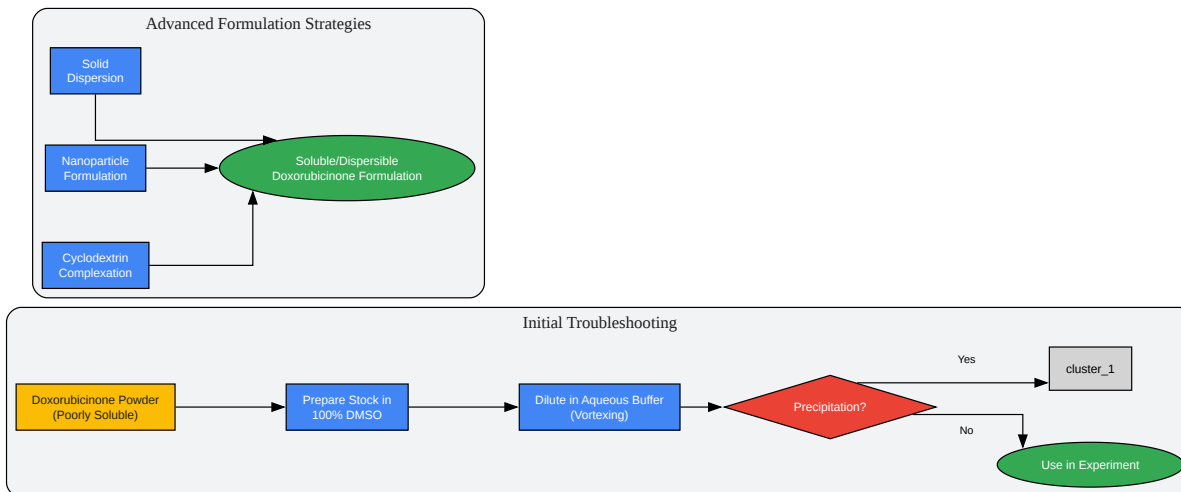 Advanced Formulation Strategies
Solid
Dispersion
Nanoparticle
Formulation
Soluble/Dispersible
Doxorubicinone Formulation
Cyclodextrin
Complexation
Initial Troubleshooting
Doxorubicinone Powder
(Poorly Soluble)
Prepare Stock in
100% DMSO
Dilute in Aqueous Buffer
(Vortexing)
Precipitation?
Yes
cluster_1
No
Use in Experiment